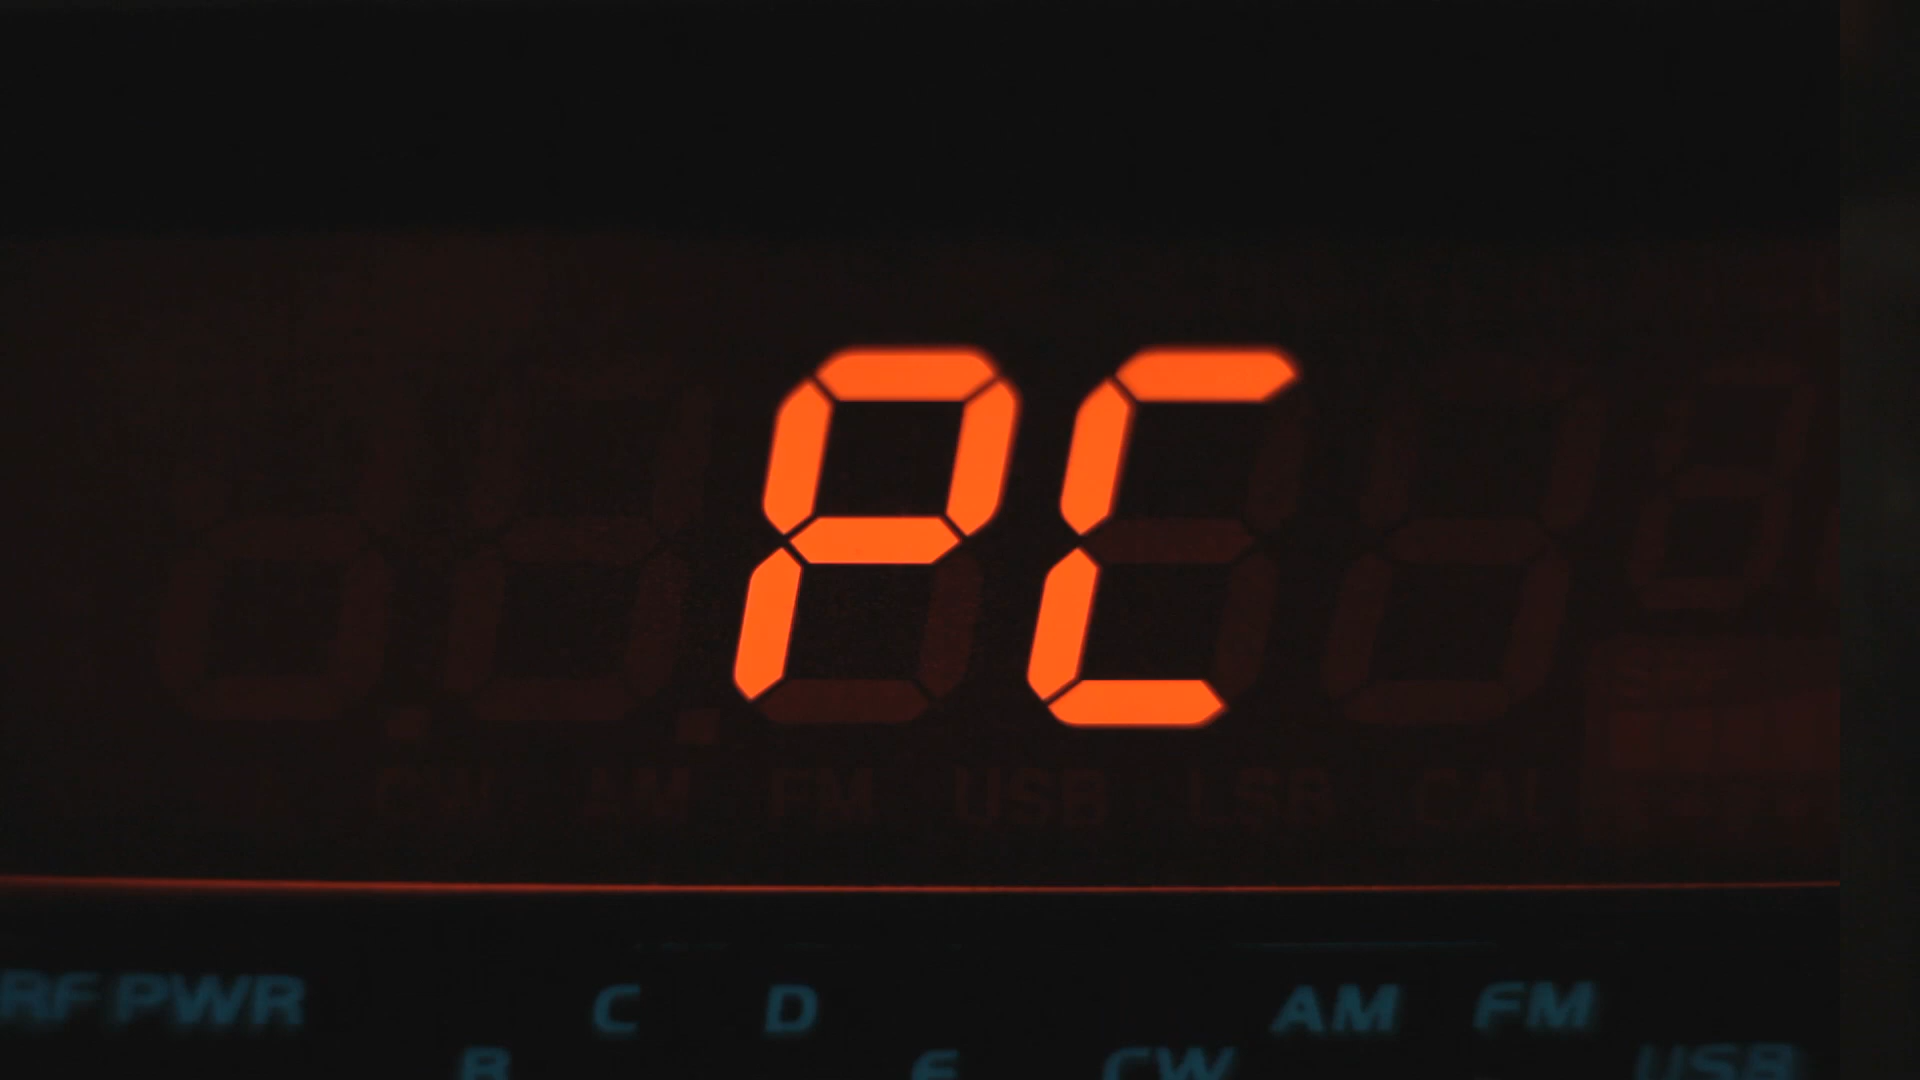 PC
CW AM FM USB LSB CAL
RF PWR C D AM FM
B E CW USB